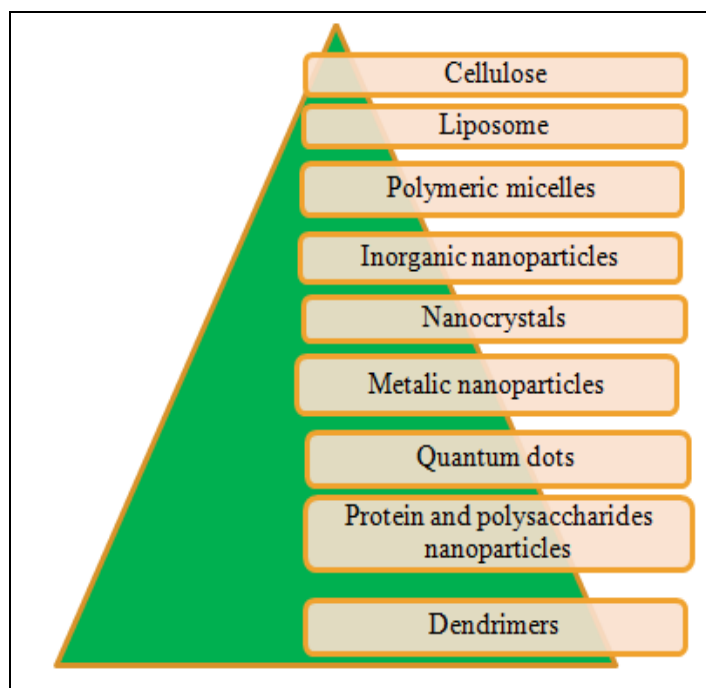 Cellulose
Liposome
Polymeric micelles
Inorganic nanoparticles
Nanocrystals
Metalic nanoparticles
Quantum dots
Protein and polysaccharides
nanoparticles
Dendrimers